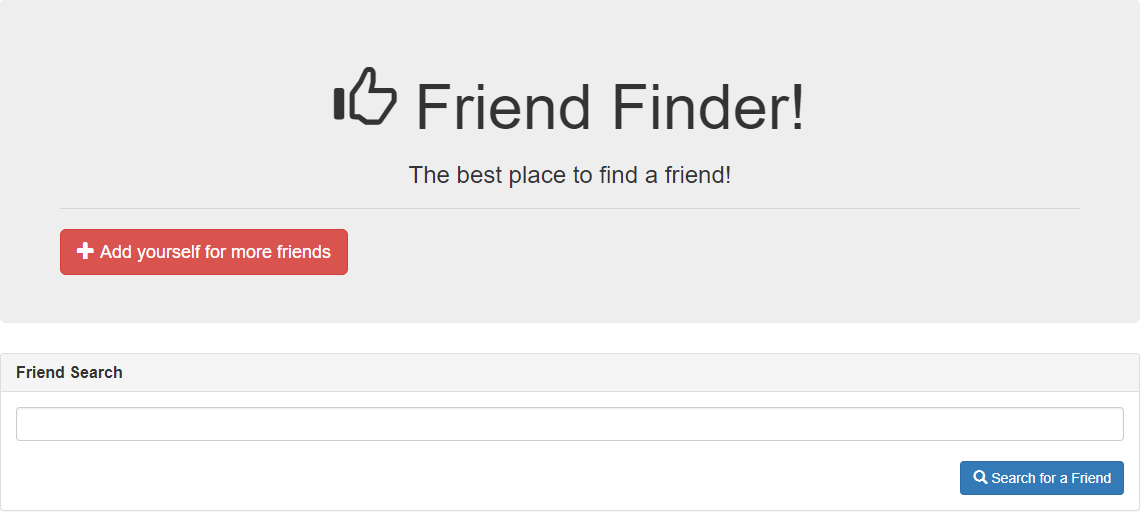 Friend Finder!
The best place to find a friend!
Add yourself for more friends
Friend Search
Search for a Friend